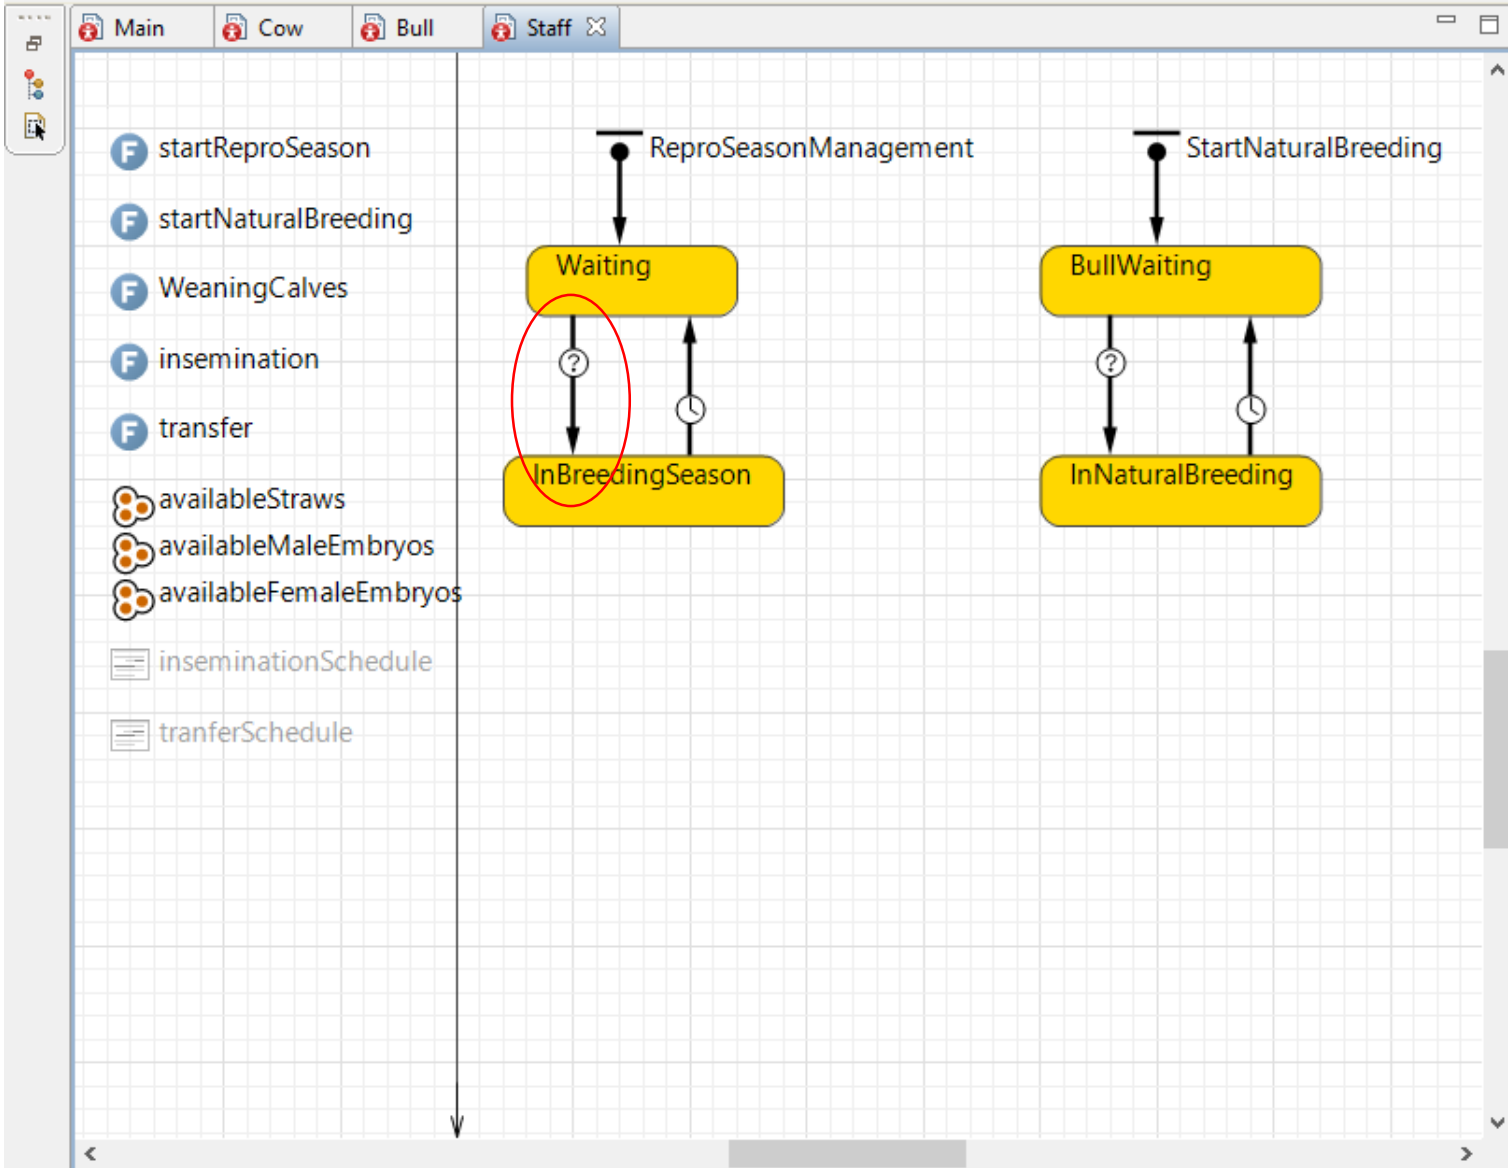 Main
Cow
Bull
Staff
startReproSeason
startNaturalBreeding
WeaningCalves
insemination
transfer
availableStraws
availableMaleEmbryos
availableFemaleEmbryos
inseminationSchedule
tranferSchedule
ReproSeasonManagement
Waiting
InBreedingSeason
StartNaturalBreeding
BullWaiting
InNaturalBreeding